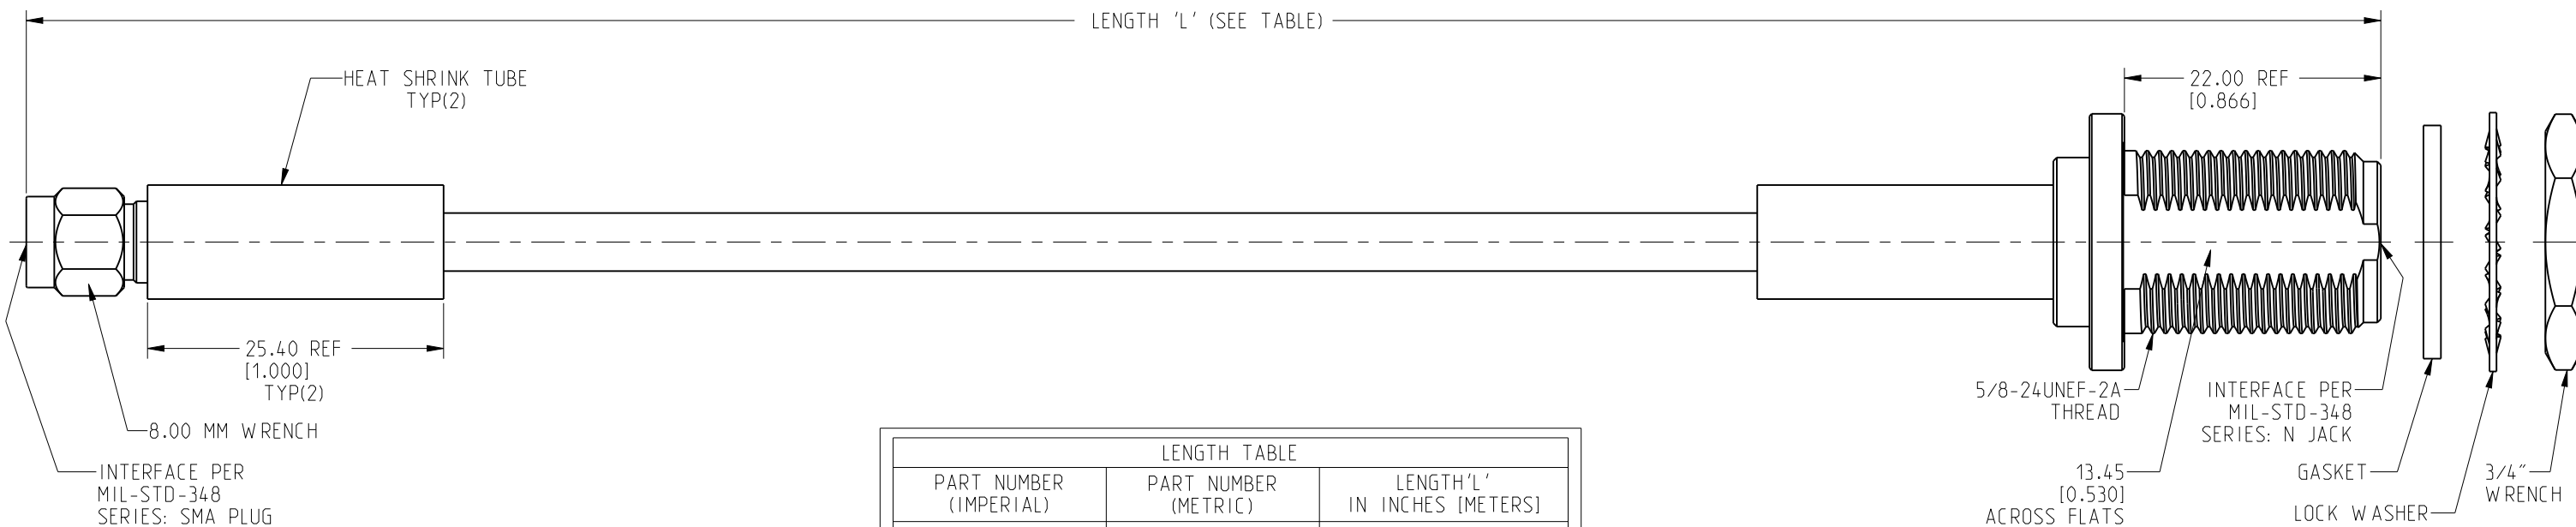 LENGTH 'L' (SEE TABLE)
HEAT SHRINK TUBE
TYP(2)
22.00 REF
[0.866]
25.40 REF
[1.000]
TYP(2)
8.00 MM WRENCH
INTERFACE PER
MIL-STD-348
SERIES: SMA PLUG
LENGTH TABLE
PART NUMBER
(IMPERIAL)
PART NUMBER
(METRIC)
LENGTH'L'
IN INCHES [METERS]
5/8-24UNEF-2A
THREAD
INTERFACE PER
MIL-STD-348
SERIES: N JACK
13.45
[0.530]
ACROSS FLATS
GASKET
LOCK WASHER
3/4"
WRENCH